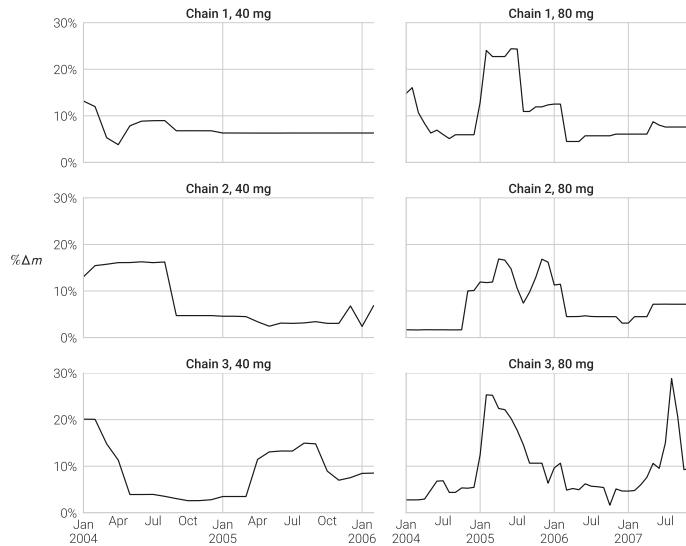 Chain 1, 40 mg
Chain 1, 80 mg
30%
20%
10%
0%
Chain 2, 40 mg
Chain 2, 80 mg
30%
20%
10%
0%
%Δm
Chain 3, 40 mg
Chain 3, 80 mg
30%
20%
10%
0%
Jan Apr Jul Oct Jan Apr Jul Oct Jan
2004 2005 2006
Jan Jul Jan Jul Jan Jul Jan Jul
2004 2005 2006 2007